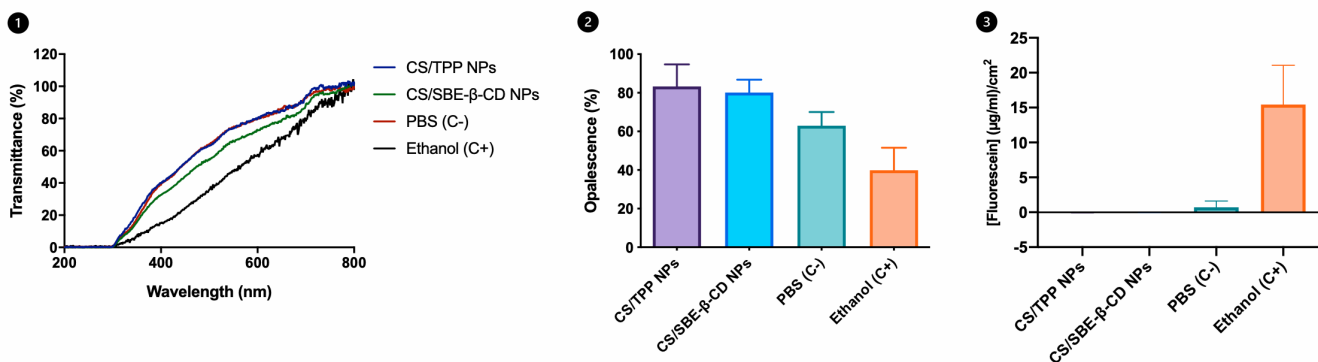 1
Transmittance (%)
120
100
80
60
40
20
0
200
400
600
800
Wavelength (nm)
CS/TPP NPs
CS/SBE-β-CD NPs
PBS (C-)
Ethanol (C+)
2
Opalescence (%)
100
80
60
40
20
0
CS/TPP NPs
CS/SBE-β-CD NPs
PBS (C-)
Ethanol (C+)
3
[Fluorescein] (µg/ml)/cm²
25
20
15
10
5
0
-5
CS/TPP NPs
CS/SBE-β-CD NPs
PBS (C-)
Ethanol (C+)